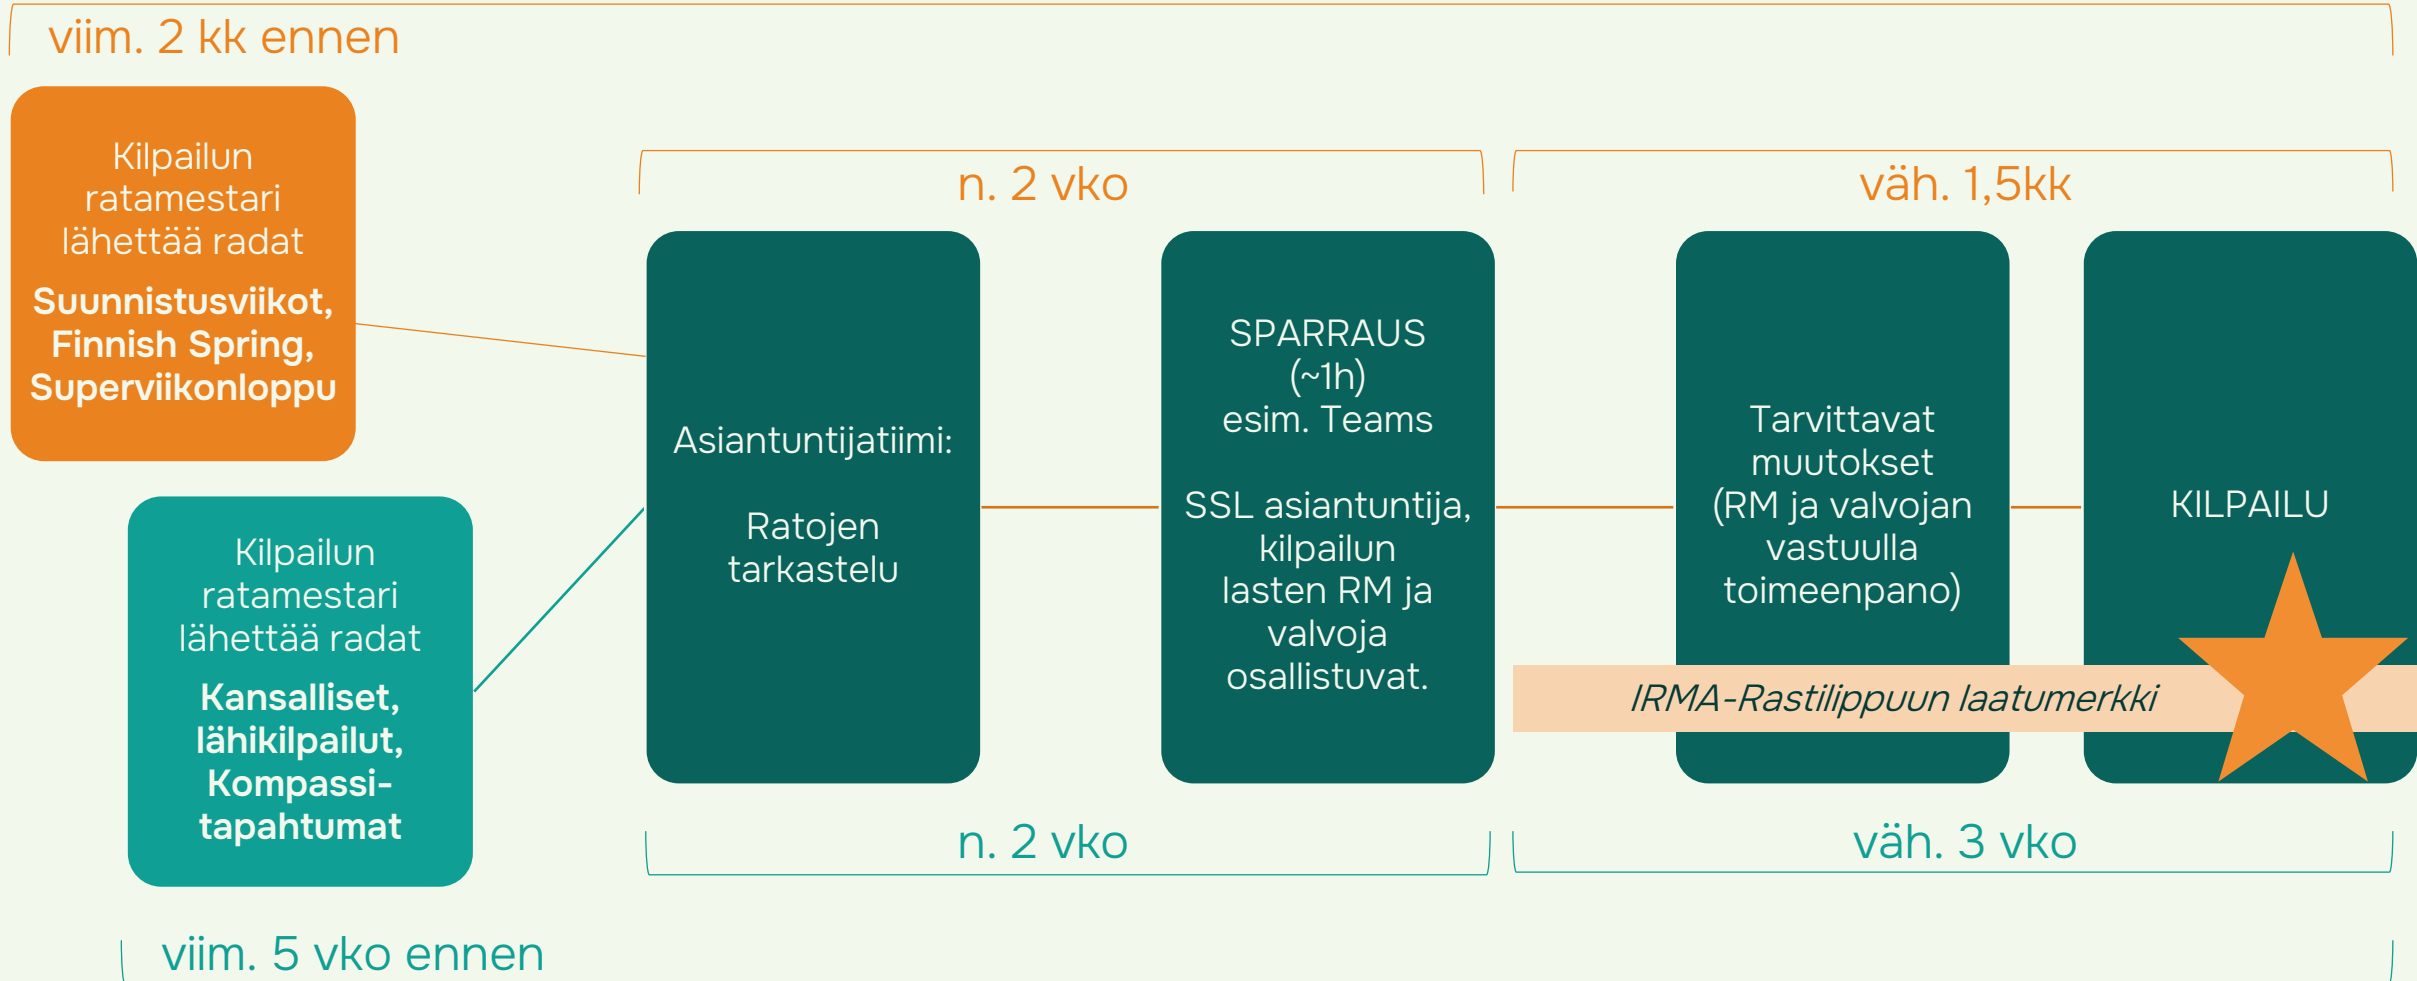 viim. 2 kk ennen
Kilpailun
ratamestari
lähettää radat
Suunnistusviikot,
Finnish Spring,
Superviikonloppu
Kilpailun
ratamestari
lähettää radat
Kansalliset,
lähikilpailut,
Kompassi-
tapahtumat
n. 2 vko
Asiantuntijatiimi:
Ratojen
tarkastelu
SPARRAUS
(~1h)
esim. Teams
SSL asiantuntija,
kilpailun
lasten RM ja
valvoja
osallistuvat.
väh. 1,5kk
Tarvittavat
muutokset
(RM ja valvojan
vastuulla
toimeenpano)
KILPAILU
IRMA-Rastilippuun laatumerkki
n. 2 vko
väh. 3 vko
viim. 5 vko ennen